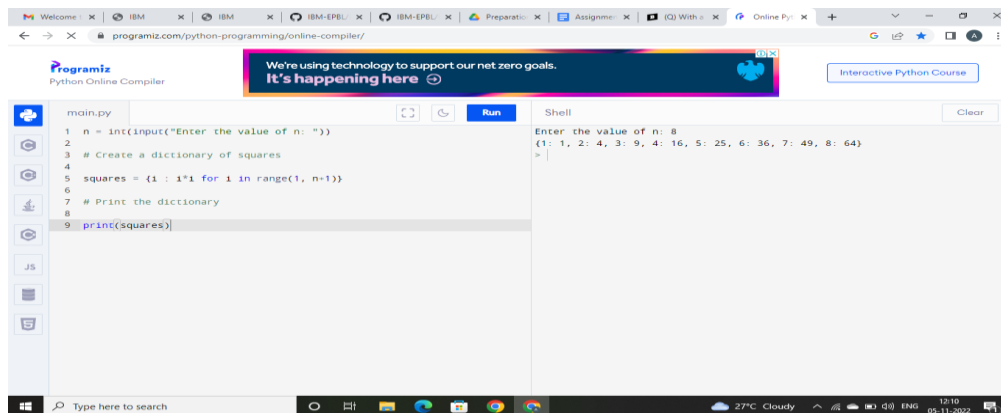 Welcome t
IBM
IBM
IBM-EPBL/
IBM-EPBL/
Preparatio
Assignmen
(Q) With a
Online Pyt
programiz.com/python-programming/online-compiler/
G
A
Programiz
Python Online Compiler
We're using technology to support our net zero goals.
It's happening here
Interactive Python Course
main.py
Run
Shell
Clear
1 n = int(input("Enter the value of n: "))
2
3 # Create a dictionary of squares
4
5 squares = {i : i*i for i in range(1, n+1)}
6
7 # Print the dictionary
8
9 print(squares)
Enter the value of n: 8
{1: 1, 2: 4, 3: 9, 4: 16, 5: 25, 6: 36, 7: 49, 8: 64}
>
JS
Type here to search
27°C Cloudy
ENG
12:10
05-11-2022